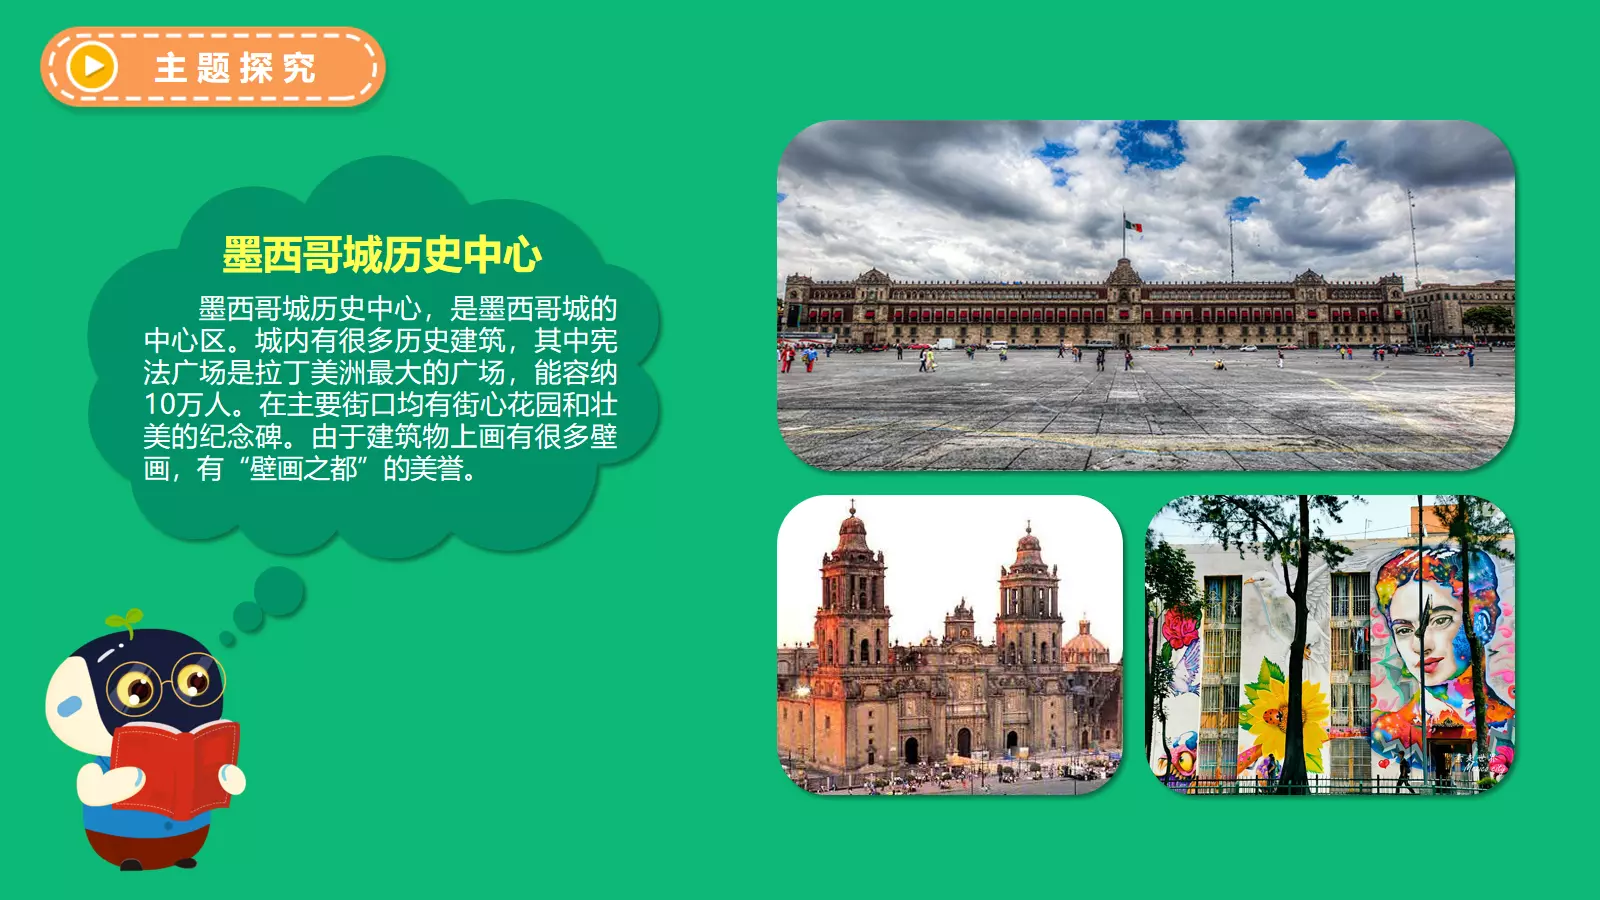 主题探究
墨西哥城历史中心
墨西哥城历史中心，是墨西哥城的
中心区。城内有很多历史建筑，其中宪
法广场是拉丁美洲最大的广场，能容纳
10万人。在主要街口均有街心花园和壮
美的纪念碑。由于建筑物上画有很多壁
画，有“壁画之都”的美誉。